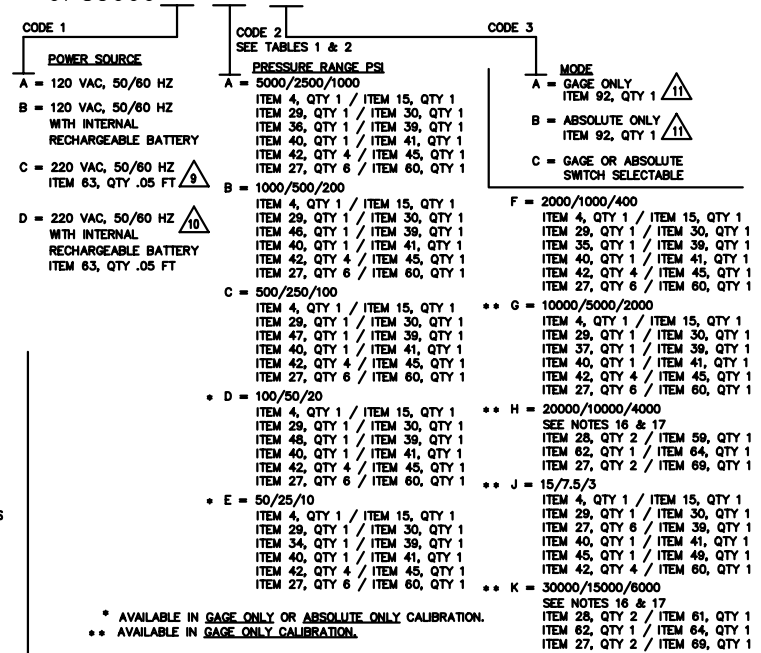 CODE 1
POWER SOURCE
A = 120 VAC, 50/60 HZ
B = 120 VAC, 50/60 HZ
WITH INTERNAL
RECHARGEABLE BATTERY
C = 220 VAC, 50/60 HZ 9
ITEM 63, QTY .05 FT
D = 220 VAC, 50/60 HZ 10
WITH INTERNAL
RECHARGEABLE BATTERY
ITEM 63, QTY .05 FT
CODE 2
SEE TABLES 1 & 2
PRESSURE RANGE PSI
A = 5000/2500/1000
ITEM 4, QTY 1 / ITEM 15, QTY 1
ITEM 29, QTY 1 / ITEM 30, QTY 1
ITEM 36, QTY 1 / ITEM 39, QTY 1
ITEM 40, QTY 1 / ITEM 41, QTY 1
ITEM 42, QTY 4 / ITEM 45, QTY 1
ITEM 27, QTY 6 / ITEM 60, QTY 1
B = 1000/500/200
ITEM 4, QTY 1 / ITEM 15, QTY 1
ITEM 29, QTY 1 / ITEM 30, QTY 1
ITEM 46, QTY 1 / ITEM 39, QTY 1
ITEM 40, QTY 1 / ITEM 41, QTY 1
ITEM 42, QTY 4 / ITEM 45, QTY 1
ITEM 27, QTY 6 / ITEM 60, QTY 1
C = 500/250/100
ITEM 4, QTY 1 / ITEM 15, QTY 1
ITEM 29, QTY 1 / ITEM 30, QTY 1
ITEM 47, QTY 1 / ITEM 39, QTY 1
ITEM 40, QTY 1 / ITEM 41, QTY 1
ITEM 42, QTY 4 / ITEM 45, QTY 1
ITEM 27, QTY 6 / ITEM 60, QTY 1
* D = 100/50/20
ITEM 4, QTY 1 / ITEM 15, QTY 1
ITEM 29, QTY 1 / ITEM 30, QTY 1
ITEM 48, QTY 1 / ITEM 39, QTY 1
ITEM 40, QTY 1 / ITEM 41, QTY 1
ITEM 42, QTY 4 / ITEM 45, QTY 1
ITEM 27, QTY 6 / ITEM 60, QTY 1
* E = 50/25/10
ITEM 4, QTY 1 / ITEM 15, QTY 1
ITEM 29, QTY 1 / ITEM 30, QTY 1
ITEM 34, QTY 1 / ITEM 39, QTY 1
ITEM 40, QTY 1 / ITEM 41, QTY 1
ITEM 42, QTY 4 / ITEM 45, QTY 1
ITEM 27, QTY 6 / ITEM 60, QTY 1
CODE 3
MODE
A = GAGE ONLY
ITEM 92, QTY 1 11
B = ABSOLUTE ONLY
ITEM 92, QTY 1 11
C = GAGE OR ABSOLUTE
SWITCH SELECTABLE
F = 2000/1000/400
ITEM 4, QTY 1 / ITEM 15, QTY 1
ITEM 29, QTY 1 / ITEM 30, QTY 1
ITEM 35, QTY 1 / ITEM 39, QTY 1
ITEM 40, QTY 1 / ITEM 41, QTY 1
ITEM 42, QTY 4 / ITEM 45, QTY 1
ITEM 27, QTY 6 / ITEM 60, QTY 1
** G = 10000/5000/2000
ITEM 4, QTY 1 / ITEM 15, QTY 1
ITEM 29, QTY 1 / ITEM 30, QTY 1
ITEM 37, QTY 1 / ITEM 39, QTY 1
ITEM 40, QTY 1 / ITEM 41, QTY 1
ITEM 42, QTY 4 / ITEM 45, QTY 1
ITEM 27, QTY 6 / ITEM 60, QTY 1
** H = 20000/10000/4000
SEE NOTES 16 & 17
ITEM 28, QTY 2 / ITEM 59, QTY 1
ITEM 62, QTY 1 / ITEM 64, QTY 1
ITEM 27, QTY 2 / ITEM 69, QTY 1
** J = 15/7.5/3
ITEM 4, QTY 1 / ITEM 15, QTY 1
ITEM 29, QTY 1 / ITEM 30, QTY 1
ITEM 27, QTY 6 / ITEM 39, QTY 1
ITEM 40, QTY 1 / ITEM 41, QTY 1
ITEM 45, QTY 1 / ITEM 49, QTY 1
ITEM 42, QTY 4 / ITEM 60, QTY 1
** K = 30000/15000/6000
SEE NOTES 16 & 17
ITEM 28, QTY 2 / ITEM 61, QTY 1
ITEM 62, QTY 1 / ITEM 64, QTY 1
ITEM 27, QTY 2 / ITEM 69, QTY 1
S
* AVAILABLE IN GAGE ONLY OR ABSOLUTE ONLY CALIBRATION.
** AVAILABLE IN GAGE ONLY CALIBRATION.